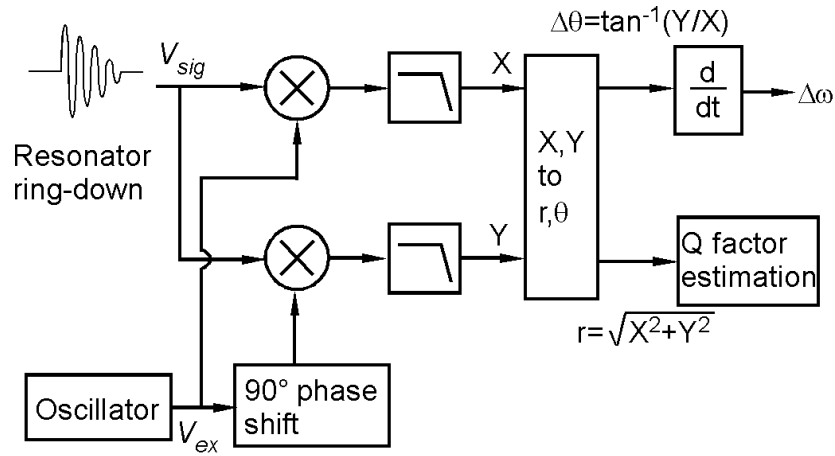 Δθ=tan⁻¹(Y/X)
V_sig
X
d
dt
Δω
Resonator
ring-down
X,Y
to
r,θ
Y
Q factor
estimation
r=√X²+Y²
Oscillator
V_ex
90° phase
shift